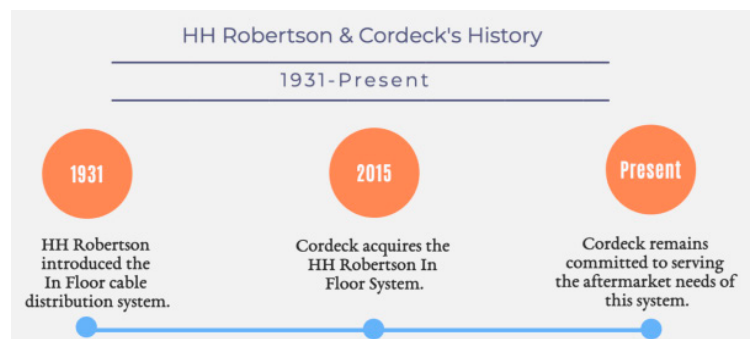 HH Robertson & Cordeck's History
1931-Present
1931
HH Robertson
introduced the
In Floor cable
distribution system.
2015
Cordeck acquires the
HH Robertson In
Floor System.
Present
Cordeck remains
committed to serving
the aftermarket needs of
this system.